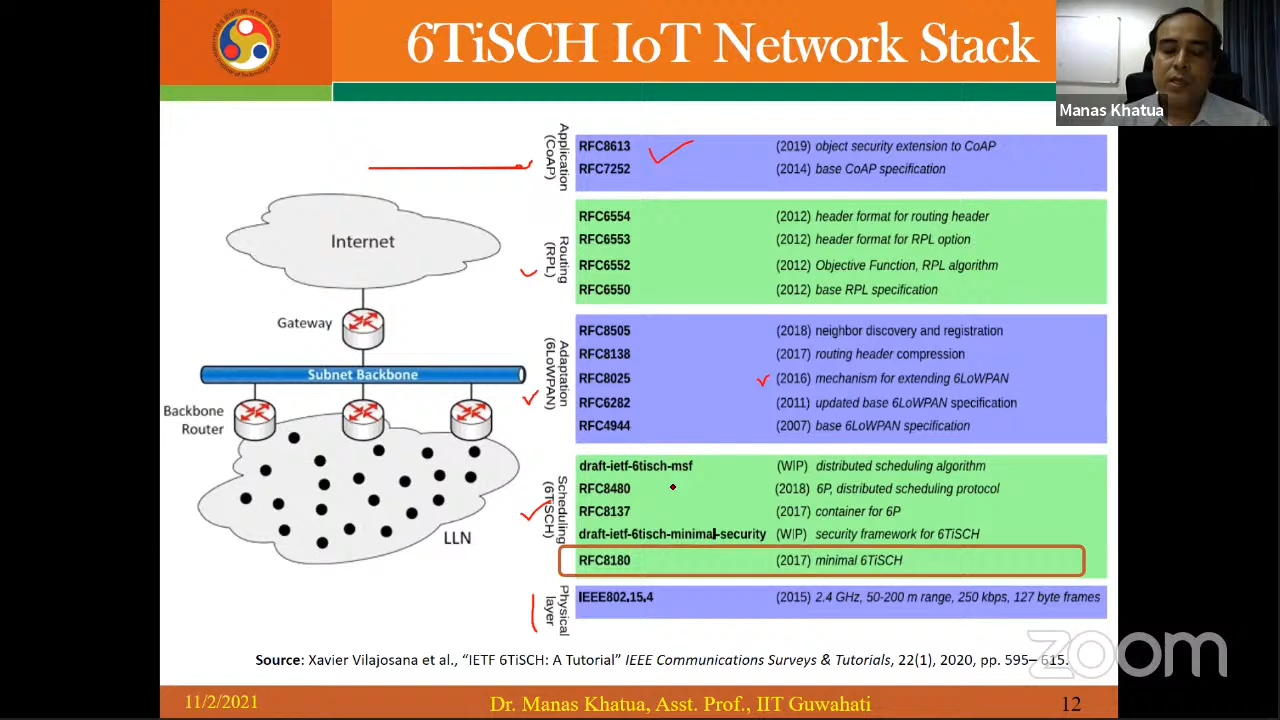 6TiSCH IoT Network Stack
Manas Khatua
Application
(CoAP)
RFC8613 (2019) object security extension to CoAP
RFC7252 (2014) base CoAP specification
Routing
(RPL)
RFC6554 (2012) header format for routing header
RFC6553 (2012) header format for RPL option
RFC6552 (2012) Objective Function, RPL algorithm
RFC6550 (2012) base RPL specification
Adaptation
(6LoWPAN)
RFC8505 (2018) neighbor discovery and registration
RFC8138 (2017) routing header compression
RFC8025 (2016) mechanism for extending 6LoWPAN
RFC6282 (2011) updated base 6LoWPAN specification
RFC4944 (2007) base 6LoWPAN specification
Scheduling
(6TiSCH)
draft-ietf-6tisch-msf (WIP) distributed scheduling algorithm
RFC8480 (2018) 6P, distributed scheduling protocol
RFC8137 (2017) container for 6P
draft-ietf-6tisch-minimal-security (WIP) security framework for 6TiSCH
RFC8180 (2017) minimal 6TiSCH
Physical
layer
IEEE802.15.4 (2015) 2.4 GHz, 50-200 m range, 250 kbps, 127 byte frames
Internet
Gateway
Subnet Backbone
Backbone
Router
LLN
Source: Xavier Vilajosana et al., “IETF 6TiSCH: A Tutorial” IEEE Communications Surveys & Tutorials, 22(1), 2020, pp. 595– 615.
zoom
11/2/2021 Dr. Manas Khatua, Asst. Prof., IIT Guwahati 12